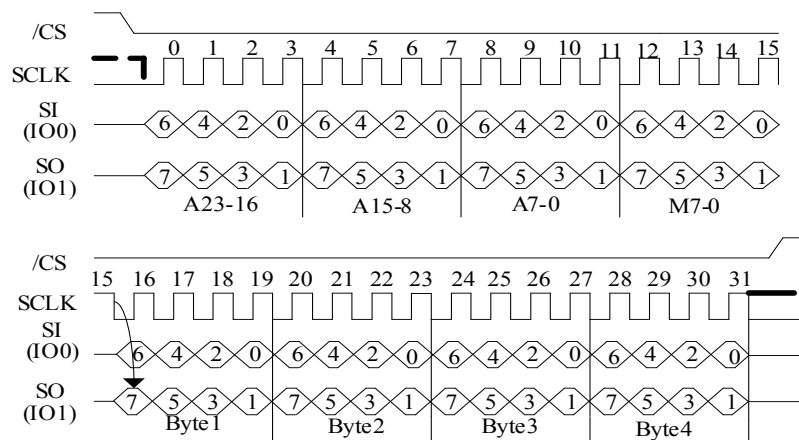 /CS
0 1 2 3 4 5 6 7 8 9 10 11 12 13 14 15
SCLK
SI
(IO0)
6 4 2 0 6 4 2 0 6 4 2 0 6 4 2 0
SO
(IO1)
7 5 3 1 7 5 3 1 7 5 3 1 7 5 3 1
A23-16 A15-8 A7-0 M7-0
/CS
15 16 17 18 19 20 21 22 23 24 25 26 27 28 29 30 31
SCLK
SI
(IO0)
6 4 2 0 6 4 2 0 6 4 2 0 6 4 2 0
SO
(IO1)
7 5 3 1 7 5 3 1 7 5 3 1 7 5 3 1
Byte1 Byte2 Byte3 Byte4